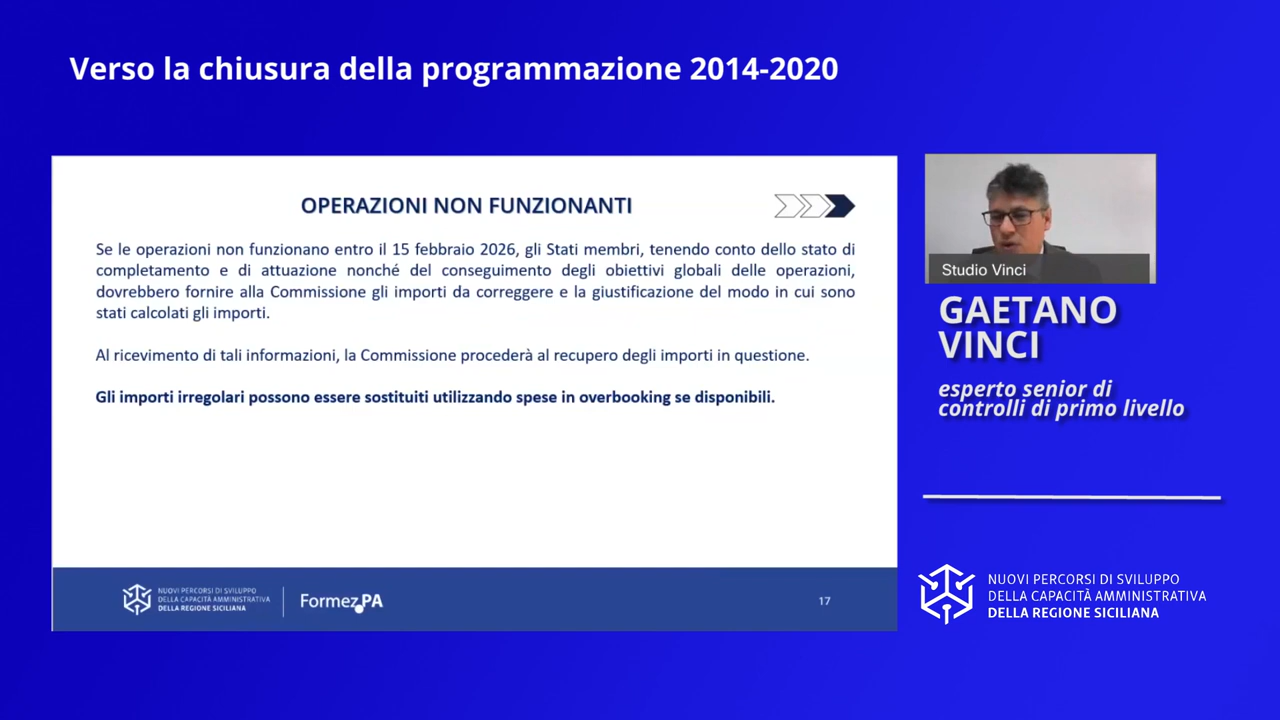 Verso la chiusura della programmazione 2014-2020
OPERAZIONI NON FUNZIONANTI
Se le operazioni non funzionano entro il 15 febbraio 2026, gli Stati membri, tenendo conto dello stato di
completamento e di attuazione nonché del conseguimento degli obiettivi globali delle operazioni,
dovrebbero fornire alla Commissione gli importi da correggere e la giustificazione del modo in cui sono
stati calcolati gli importi.
Al ricevimento di tali informazioni, la Commissione procederà al recupero degli importi in questione.
Gli importi irregolari possono essere sostituiti utilizzando spese in overbooking se disponibili.
NUOVI PERCORSI DI SVILUPPO
DELLA CAPACITÀ AMMINISTRATIVA
DELLA REGIONE SICILIANA
Formez PA
17
Studio Vinci
GAETANO
VINCI
esperto senior di
controlli di primo livello
NUOVI PERCORSI DI SVILUPPO
DELLA CAPACITÀ AMMINISTRATIVA
DELLA REGIONE SICILIANA